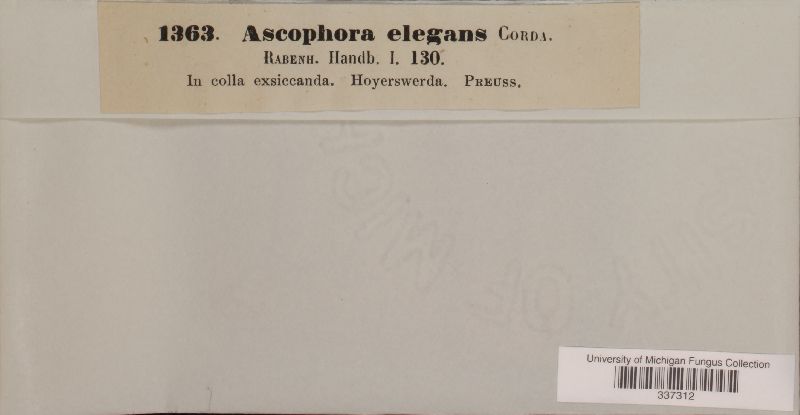 1363. Ascophora elegans Corda.
Rabenh. Handb. I. 130.
In colla exsiccanda. Hoyerswerda. Preuss.
University of Michigan Fungus Collection
337312